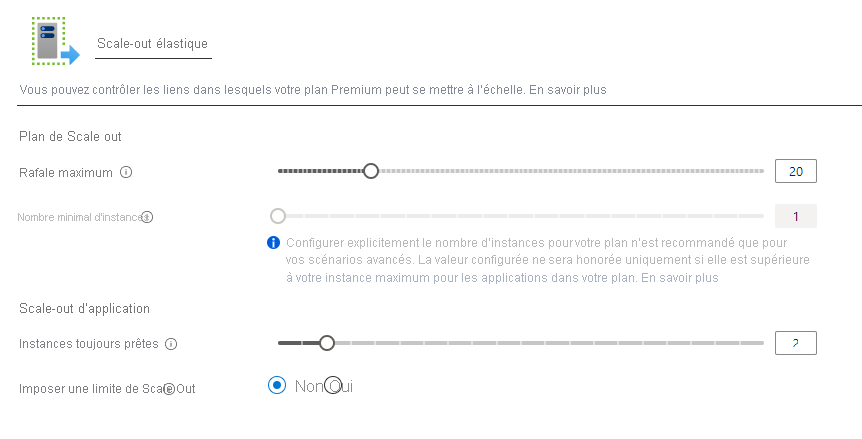 Scale-out élastique
Vous pouvez contrôler les liens dans lesquels votre plan Premium peut se mettre à l'échelle. En savoir plus
Plan de Scale out
Rafale maximum 20
Nombre minimal d'instances 1
Configurer explicitement le nombre d'instances pour votre plan n'est recommandé que pour
vos scénarios avancés. La valeur configurée ne sera honorée uniquement si elle est supérieure
à votre instance maximum pour les applications dans votre plan. En savoir plus
Scale-out d'application
Instances toujours prêtes 2
Imposer une limite de Scale Out Non Oui